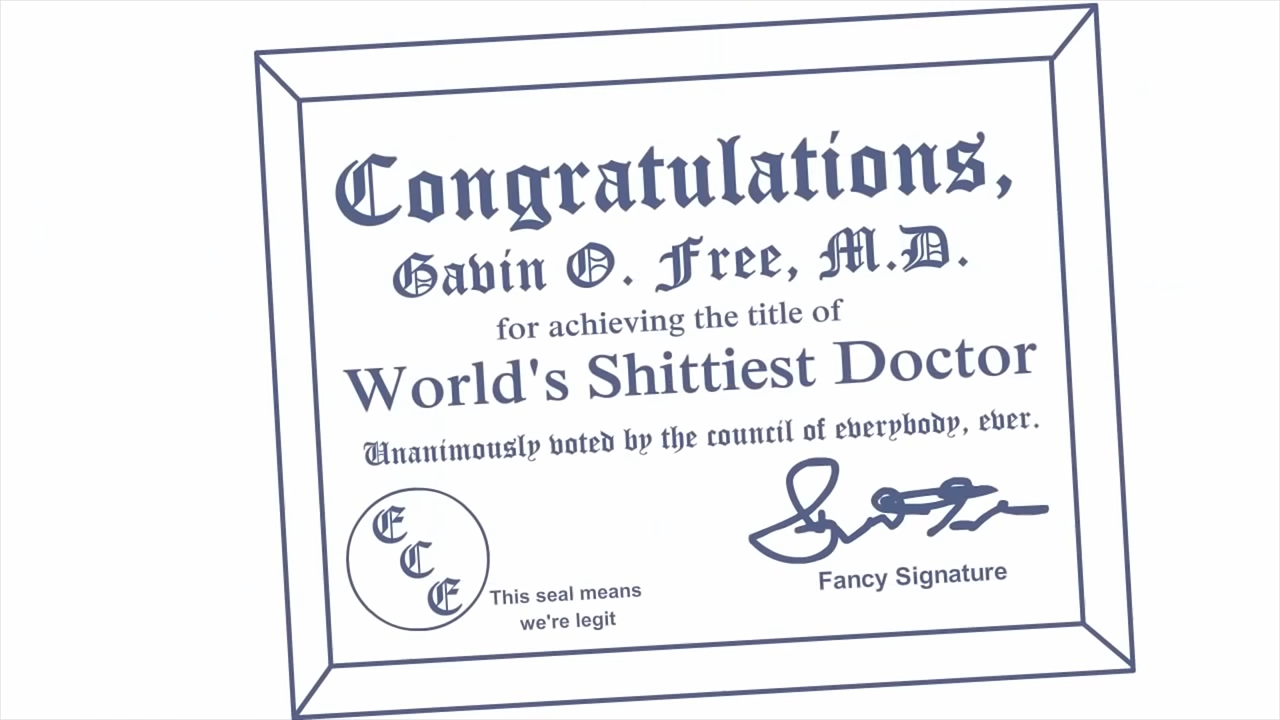 Congratulations,
Gavin O. Free, M.D.
for achieving the title of
World's Shittiest Doctor
Unanimously voted by the council of everybody, ever.
E
C
E
This seal means
we're legit
Fancy Signature